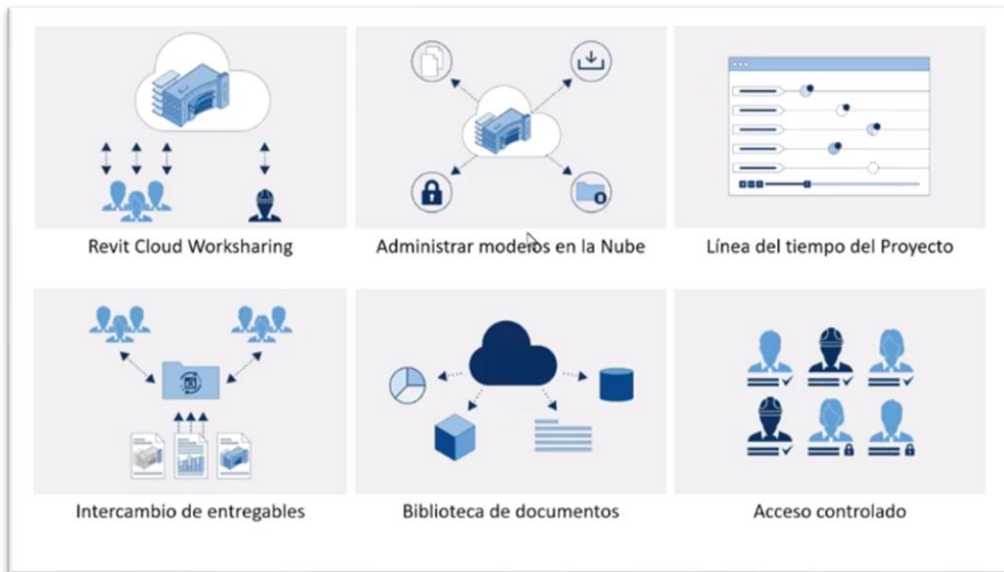 Revit Cloud Worksharing
Administrar modelos en la Nube
Línea del tiempo del Proyecto
Intercambio de entregables
Biblioteca de documentos
Acceso controlado